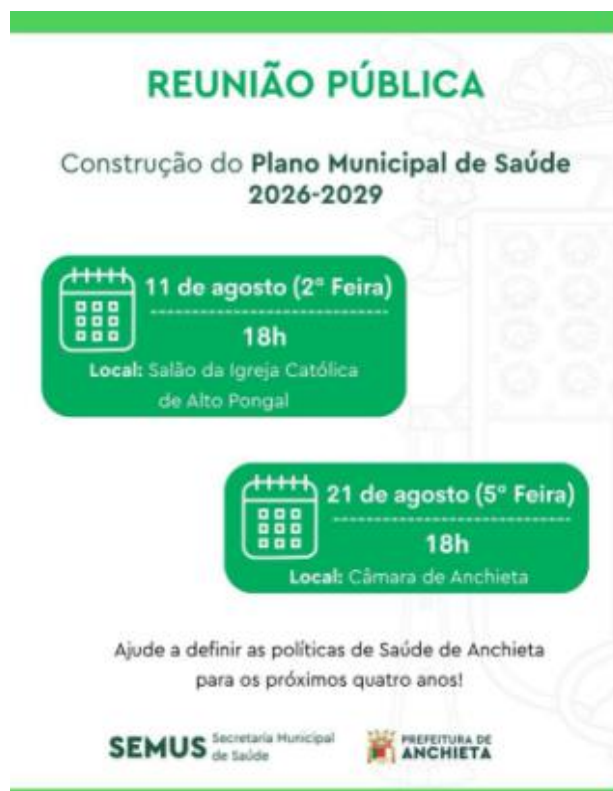 REUNIÃO PÚBLICA
Construção do Plano Municipal de Saúde
2026-2029
11 de agosto (2ª Feira)
18h
Local: Salão da Igreja Católica
de Alto Pongal
21 de agosto (5ª Feira)
18h
Local: Câmara de Anchieta
Ajude a definir as políticas de Saúde de Anchieta
para os próximos quatro anos!
SEMUS Secretaria Municipal
de Saúde
PREFEITURA DE
ANCHIETA